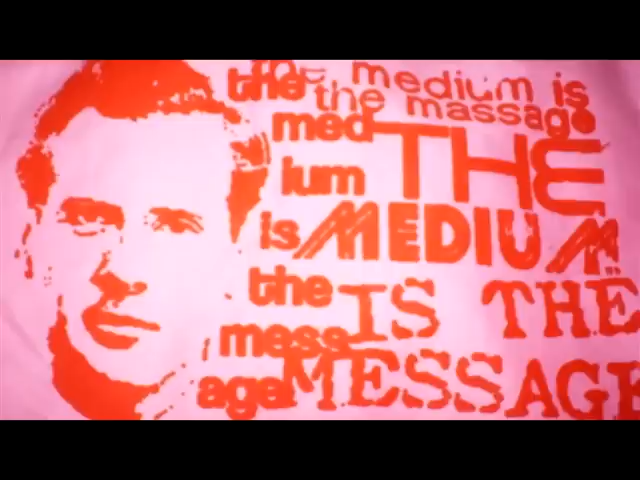 the medium is
the massage
the
med
ium
is
the
mess
age
THE
MEDIUM
IS THE
MESSAGE